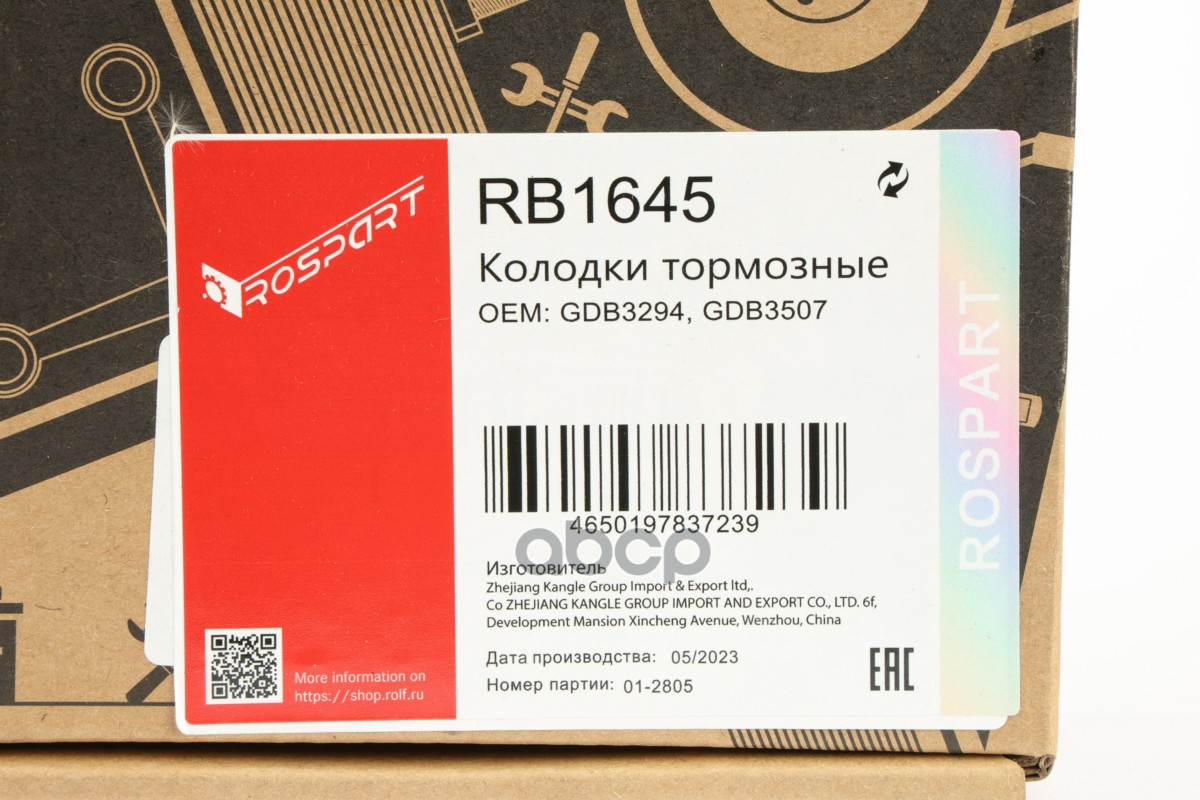 ROSPART
RB1645
Колодки тормозные
OEM: GDB3294, GDB3507
4650197837239
abcp
Изготовитель
Zhejiang Kangle Group Import & Export ltd,.
Co ZHEJIANG KANGLE GROUP IMPORT AND EXPORT CO., LTD. 6f,
Development Mansion Xincheng Avenue, Wenzhou, China
Дата производства: 05/2023
Номер партии: 01-2805
EAC
More information on
https://shop.rolf.ru
ROSPART